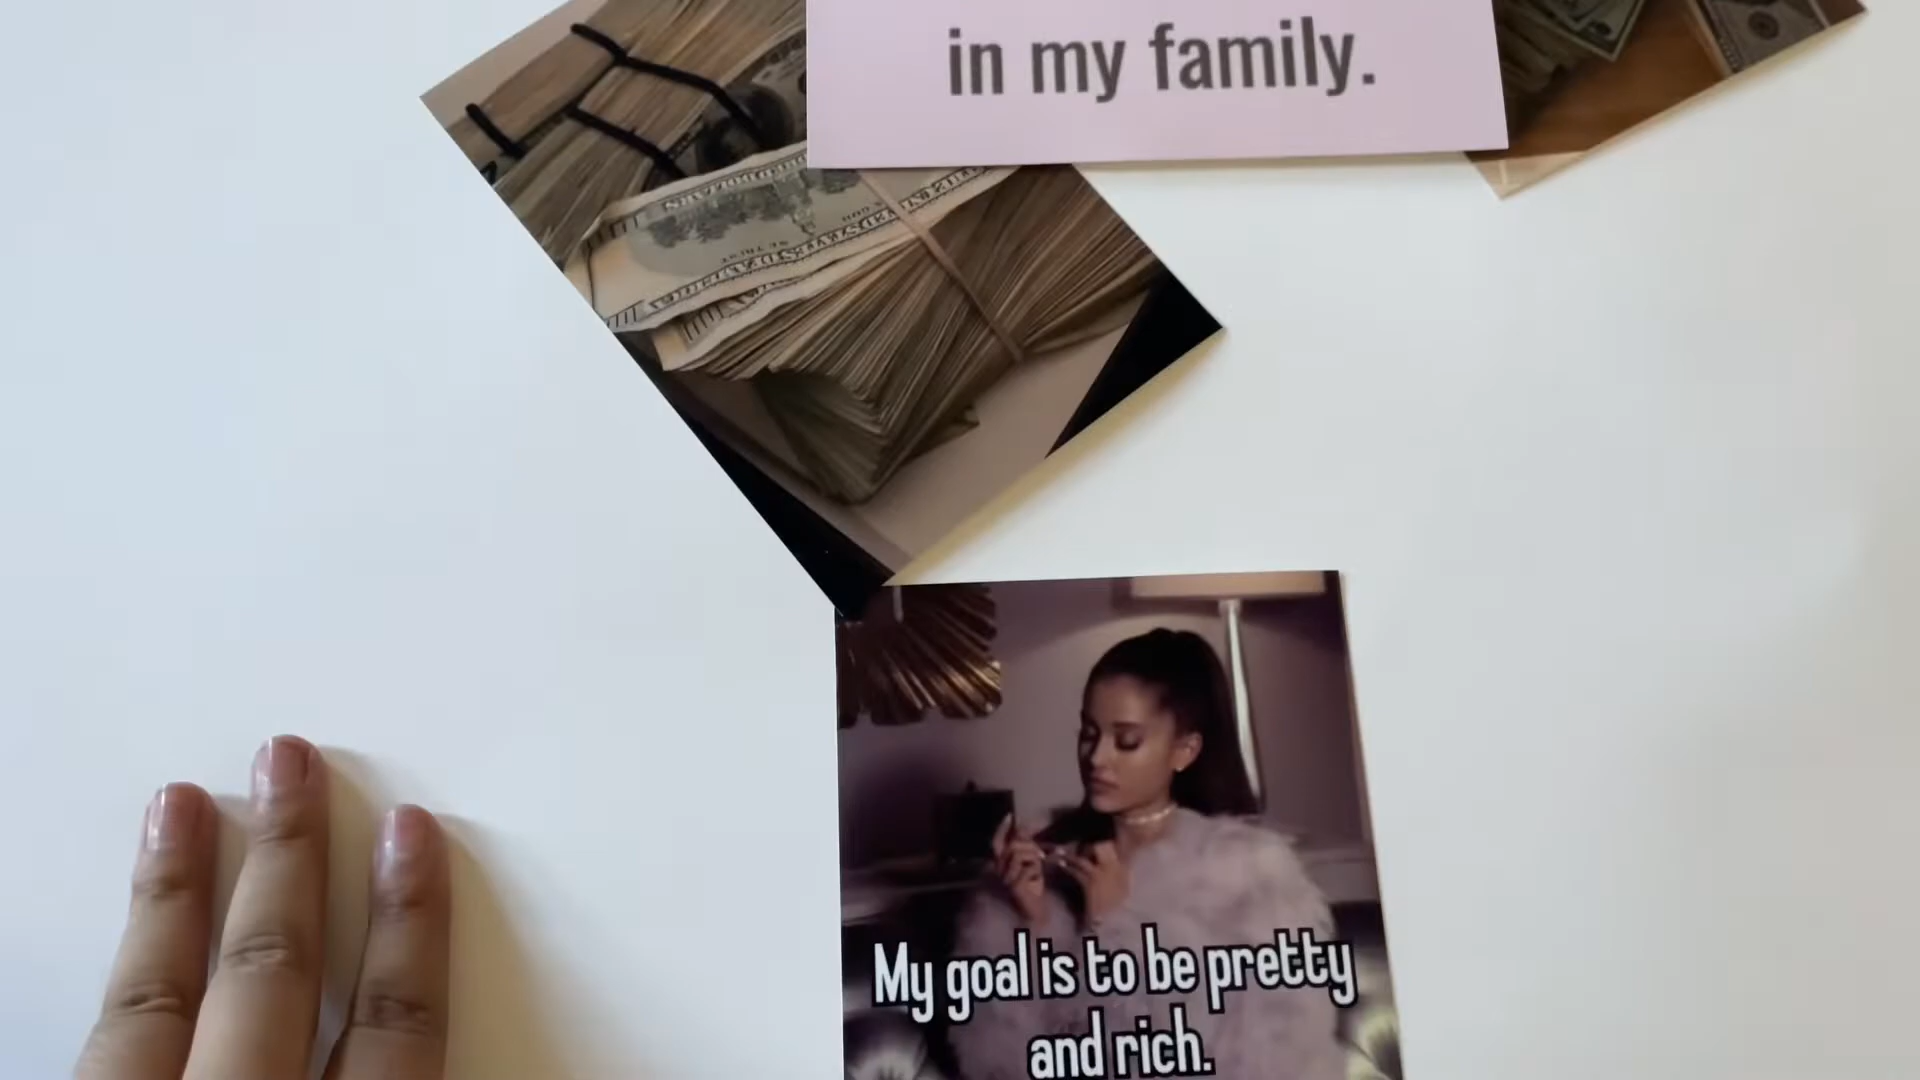 in my family.
My goal is to be pretty
and rich.